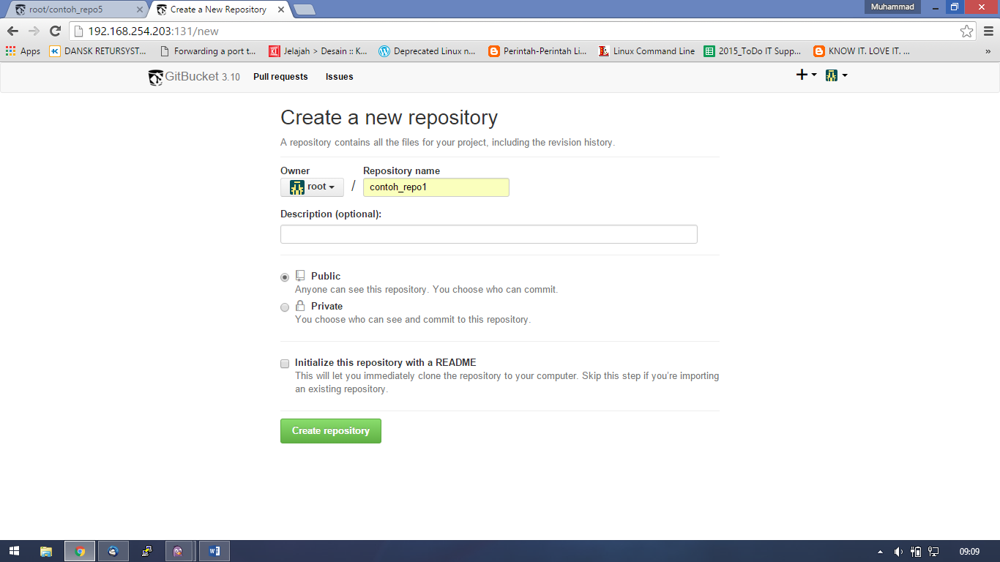 root/contoh_repo5
Create a New Repository
Muhammad
192.168.254.203:131/new
Apps
DANSK RETURSYST...
Forwarding a port t...
Jelajah > Desain :: K...
Deprecated Linux n...
Perintah-Perintah Li...
Linux Command Line
2015_ToDo IT Supp...
KNOW IT. LOVE IT. ...
»
GitBucket 3.10
Pull requests
Issues
Create a new repository
A repository contains all the files for your project, including the revision history.
Owner
Repository name
root
/
contoh_repo1
Description (optional):
Public
Anyone can see this repository. You choose who can commit.
Private
You choose who can see and commit to this repository.
Initialize this repository with a README
This will let you immediately clone the repository to your computer. Skip this step if you're importing
an existing repository.
Create repository
09:09